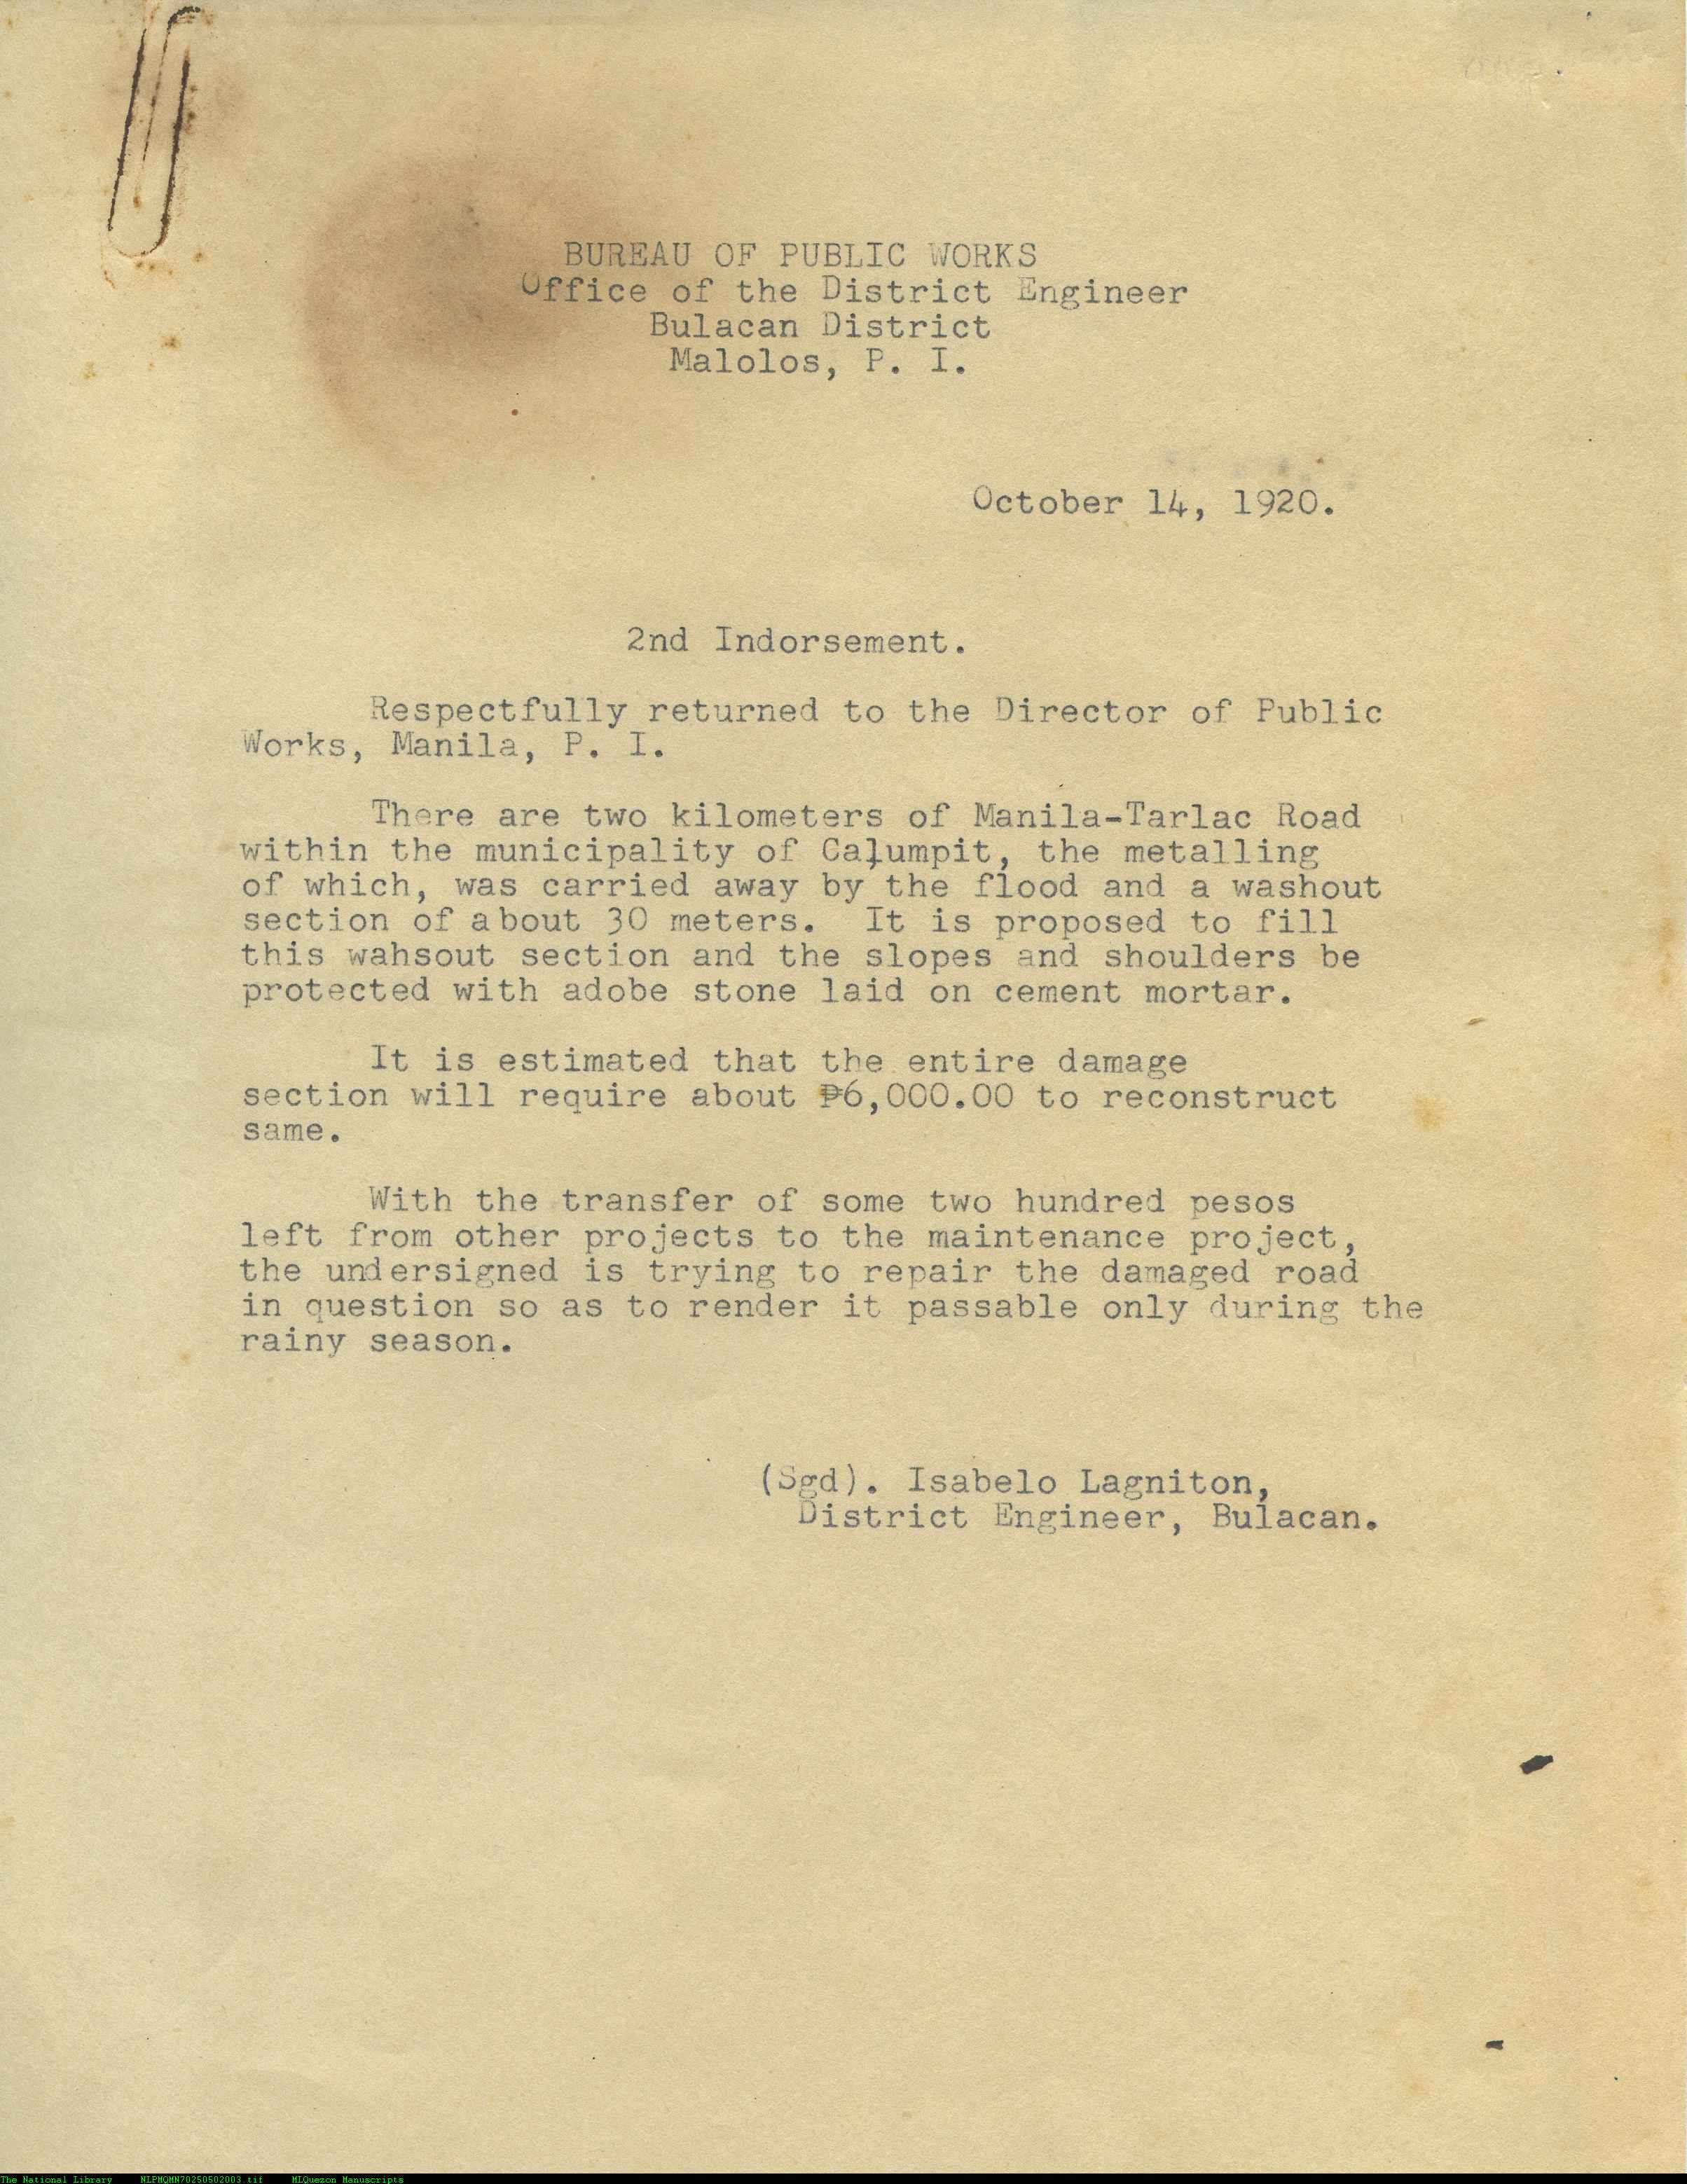 BUREAU OF PUBLIC WORKS
Office of the District Engineer
Bulacan District
Malolos, P. I.
October 14, 1920.
2nd Indorsement.
Respectfully returned to the Director of Public
Works, Manila, P. I.
There are two kilometers of Manila-Tarlac Road
within the municipality of Calumpit, the metalling
of which, was carried away by the flood and a washout
section of about 30 meters. It is proposed to fill
this wahsout section and the slopes and shoulders be
protected with adobe stone laid on cement mortar.
It is estimated that the entire damage
section will require about ₱6,000.00 to reconstruct
same.
With the transfer of some two hundred pesos
left from other projects to the maintenance project,
the undersigned is trying to repair the damaged road
in question so as to render it passable only during the
rainy season.
(Sgd). Isabelo Lagniton,
District Engineer, Bulacan.
The National Library NLPMQMN70250502003.tif MLQuezon Manuscripts